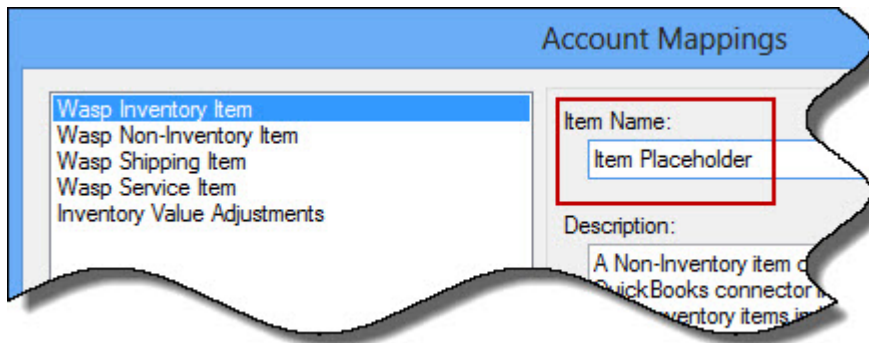 Account Mappings
Wasp Inventory Item
Wasp Non-Inventory Item
Wasp Shipping Item
Wasp Service Item
Inventory Value Adjustments
Item Name:
Item Placeholder
Description:
A Non-Inventory item
QuickBooks connector
items